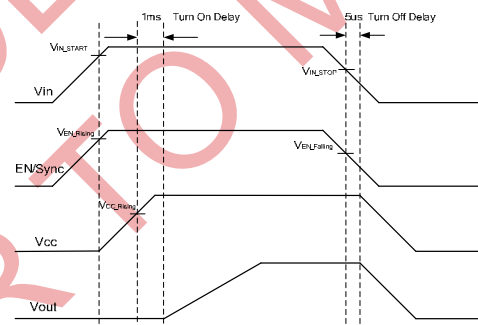 1ms Turn On Delay
5us Turn Off Delay
VIN_START
VIN_STOP
Vin
VEN_Rising
VEN_Falling
EN/Sync
VCC_Rising
Vcc
Vout